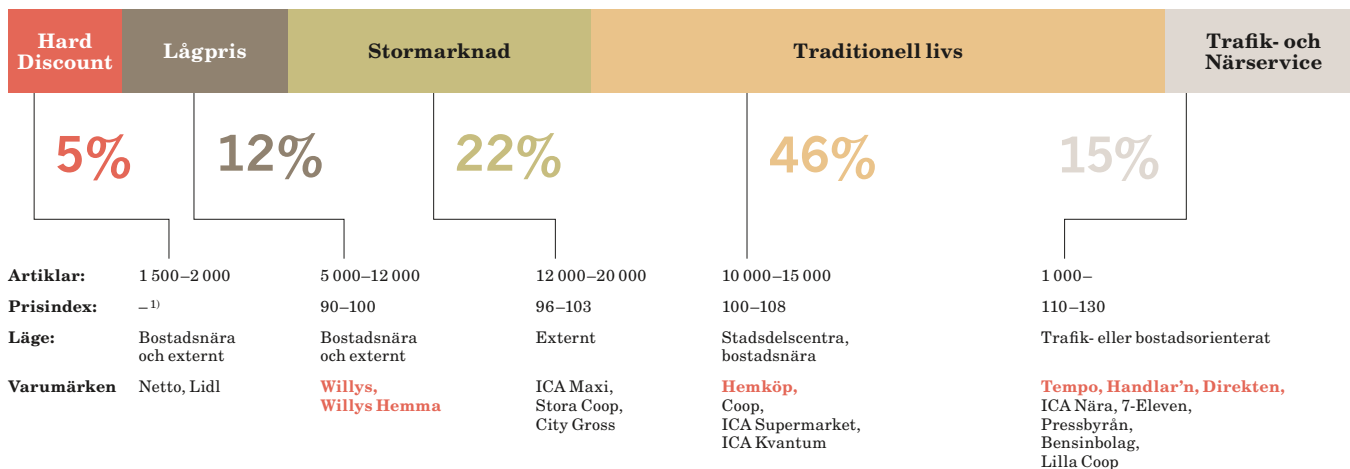 Hard
Discount
Lågpris
Stormarknad
Traditionell livs
Trafik- och
Närservice
5%
12%
22%
46%
15%
Artiklar: 1 500–2 000 5 000–12 000 12 000–20 000 10 000–15 000 1 000–
Prisindex: –1) 90–100 96–103 100–108 110–130
Läge: Bostadsnära Bostadsnära Externt Stadsdelscentra, Trafik- eller bostadsorienterat
och externt och externt bostadsnära
Varumärken Netto, Lidl Willys, ICA Maxi, Hemköp, Tempo, Handlar’n, Direkten,
Willys Hemma Stora Coop, Coop, ICA Nära, 7-Eleven,
City Gross ICA Supermarket, Pressbyrån,
ICA Kvantum Bensinbolag,
Lilla Coop